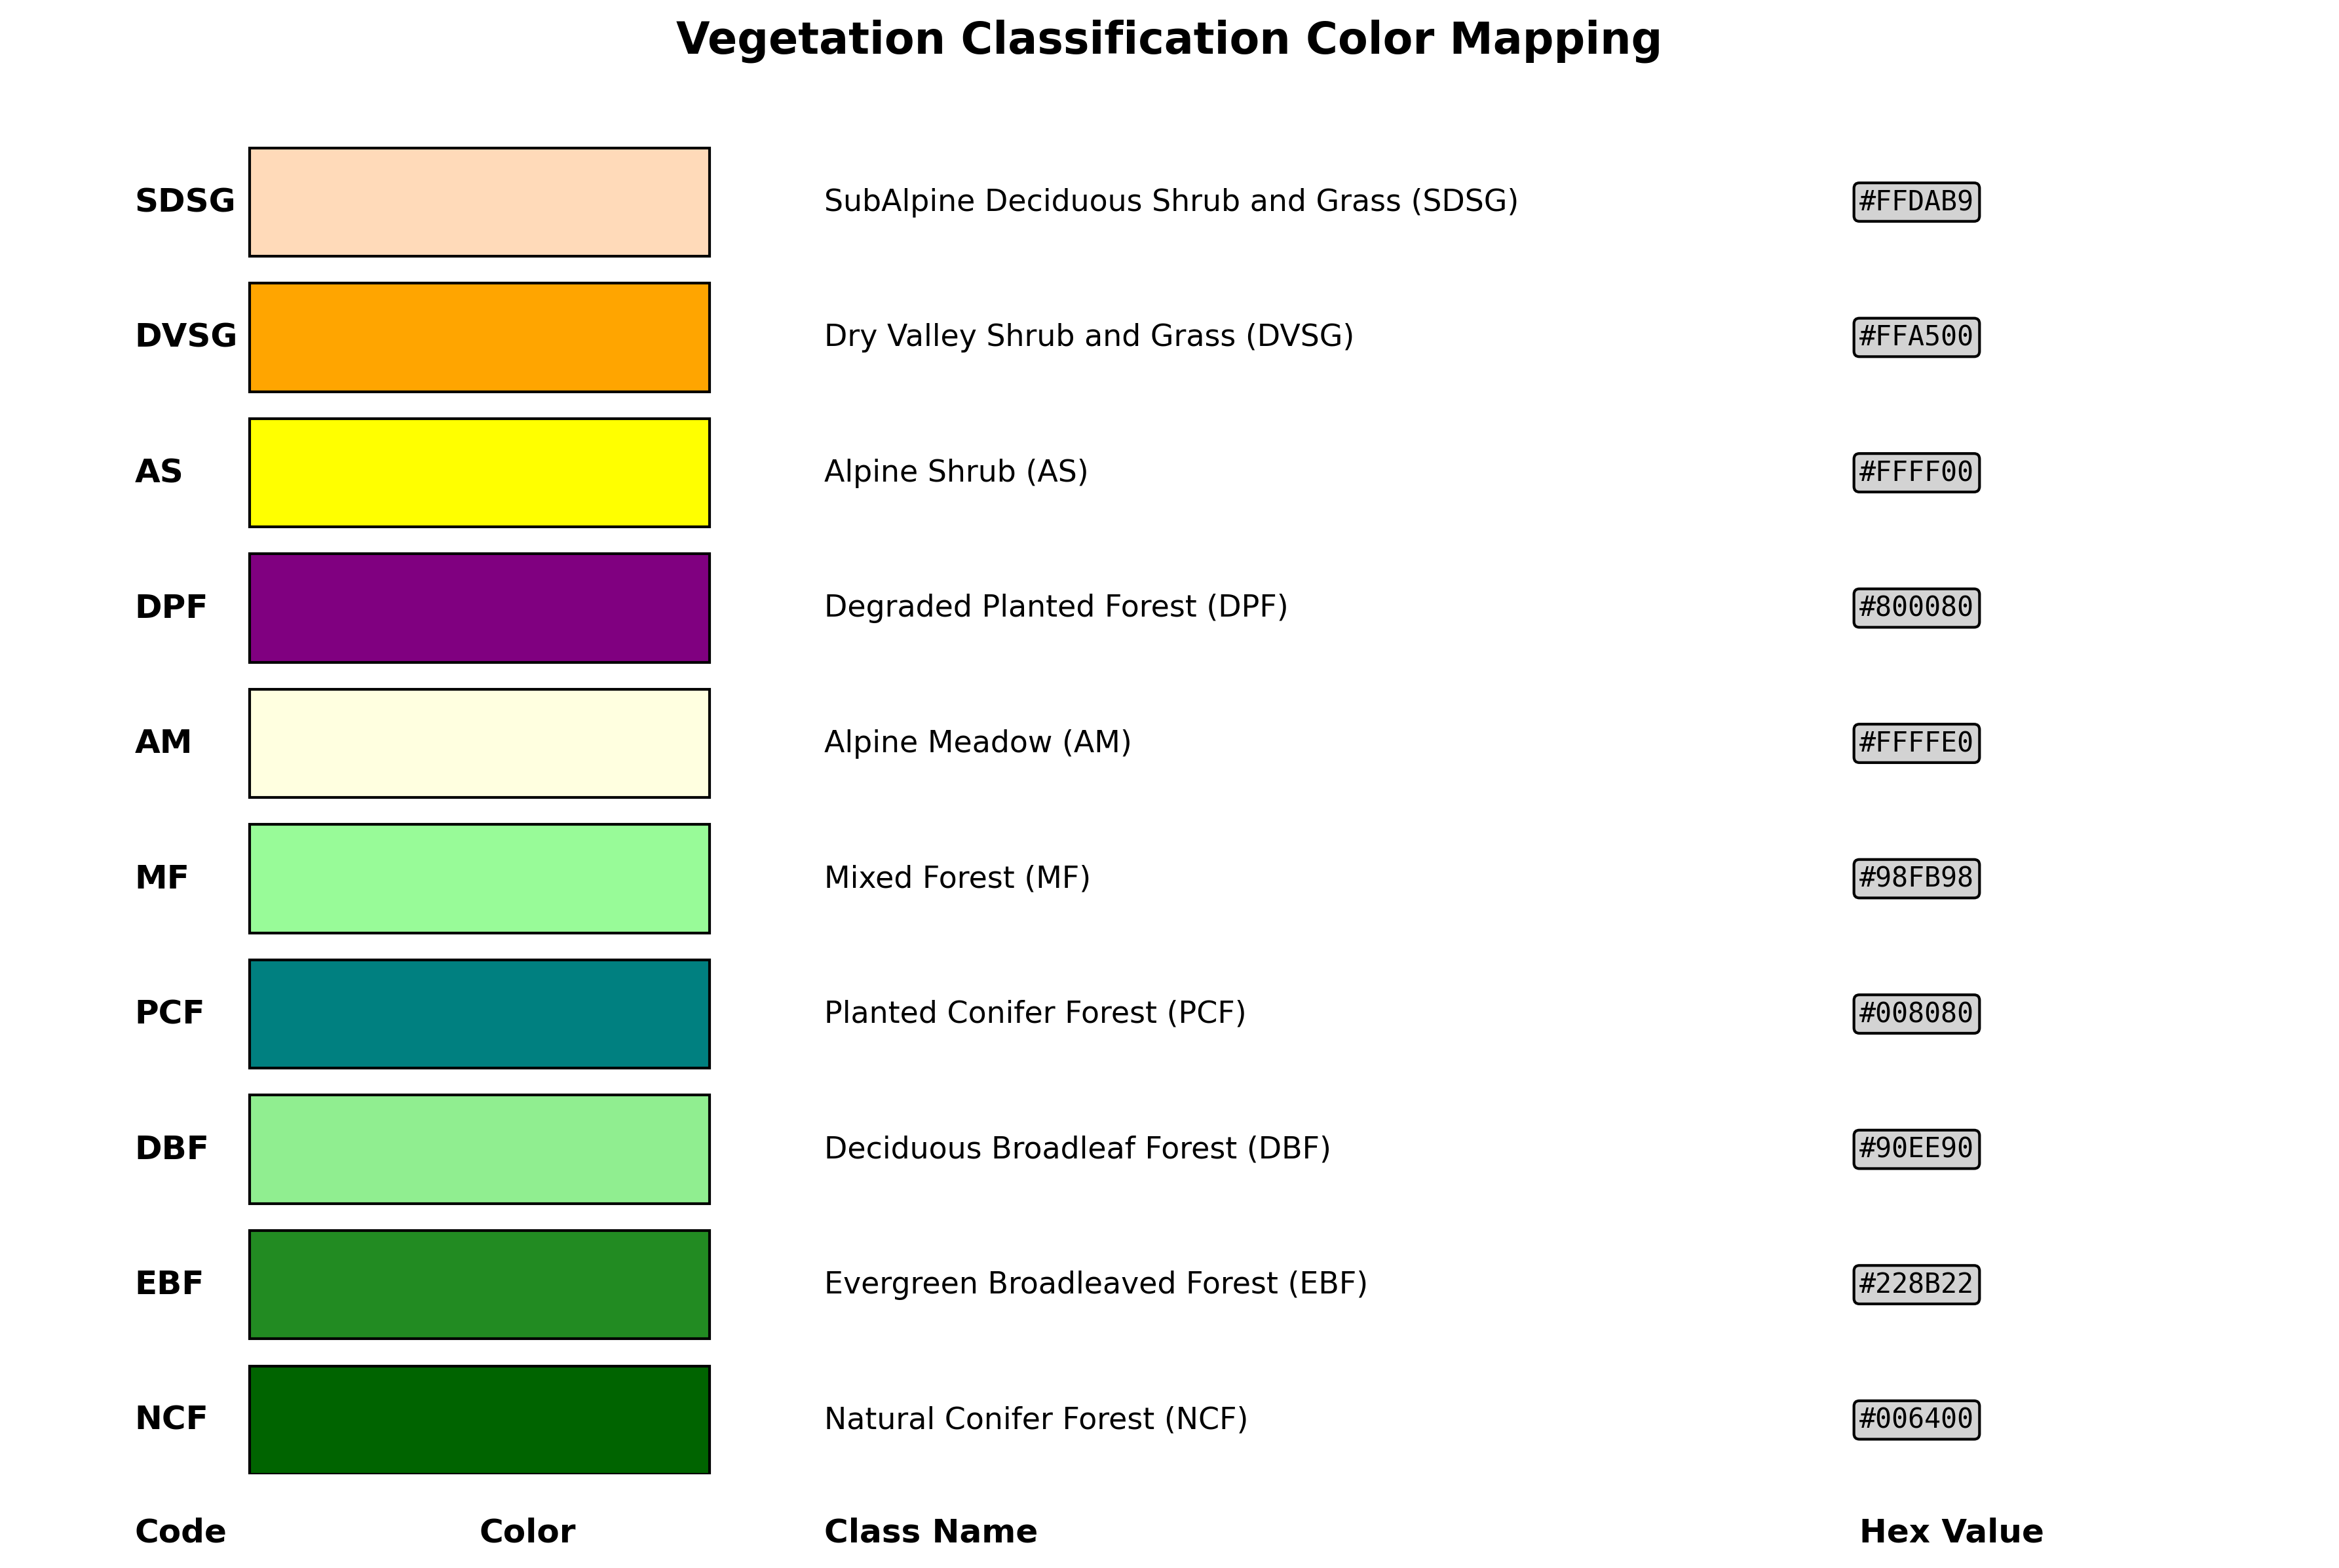 Vegetation Classification Color Mapping
SDSG SubAlpine Deciduous Shrub and Grass (SDSG) #FFDAB9
DVSG Dry Valley Shrub and Grass (DVSG) #FFA500
AS Alpine Shrub (AS) #FFFF00
DPF Degraded Planted Forest (DPF) #800080
AM Alpine Meadow (AM) #FFFFE0
MF Mixed Forest (MF) #98FB98
PCF Planted Conifer Forest (PCF) #008080
DBF Deciduous Broadleaf Forest (DBF) #90EE90
EBF Evergreen Broadleaved Forest (EBF) #228B22
NCF Natural Conifer Forest (NCF) #006400
Code Color Class Name Hex Value